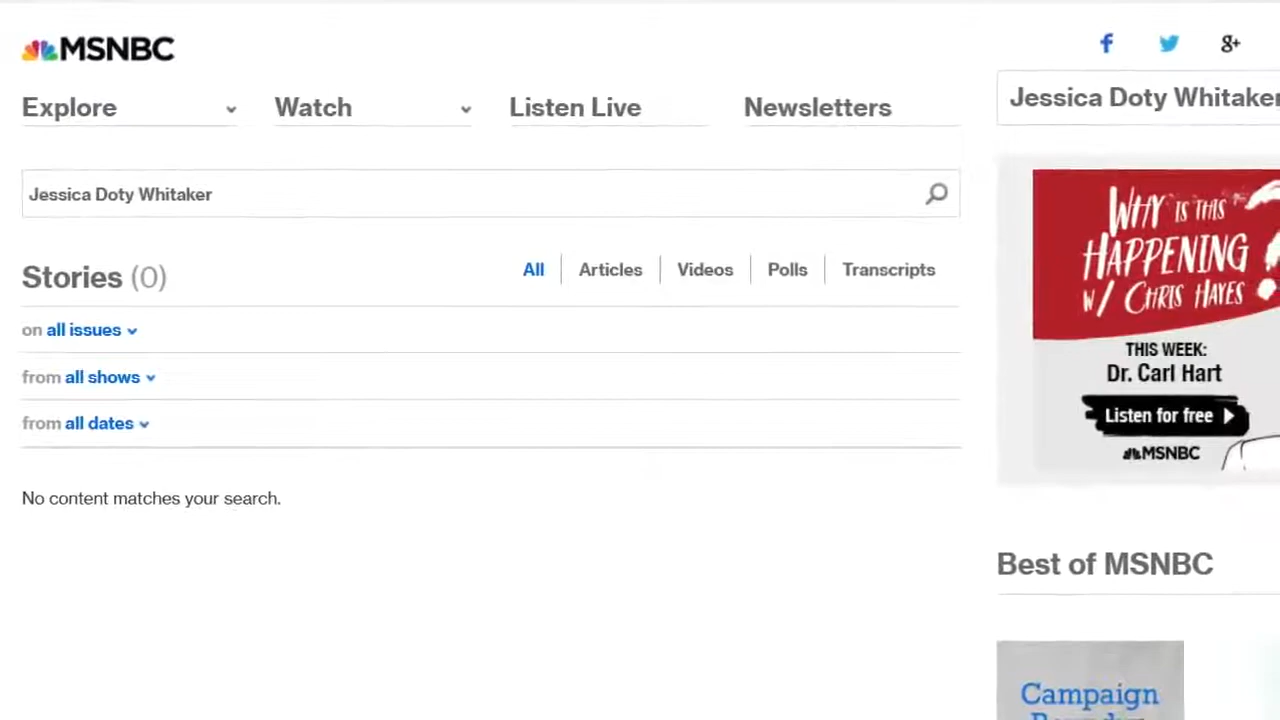 MSNBC
Explore
Watch
Listen Live
Newsletters
Jessica Doty Whitaker
Jessica Doty Whitaker
Stories (0)
All
Articles
Videos
Polls
Transcripts
on all issues
from all shows
from all dates
No content matches your search.
WHY IS THIS
HAPPENING?
W/ CHRIS HAYES
THIS WEEK:
Dr. Carl Hart
Listen for free
MSNBC
Best of MSNBC
Campaign